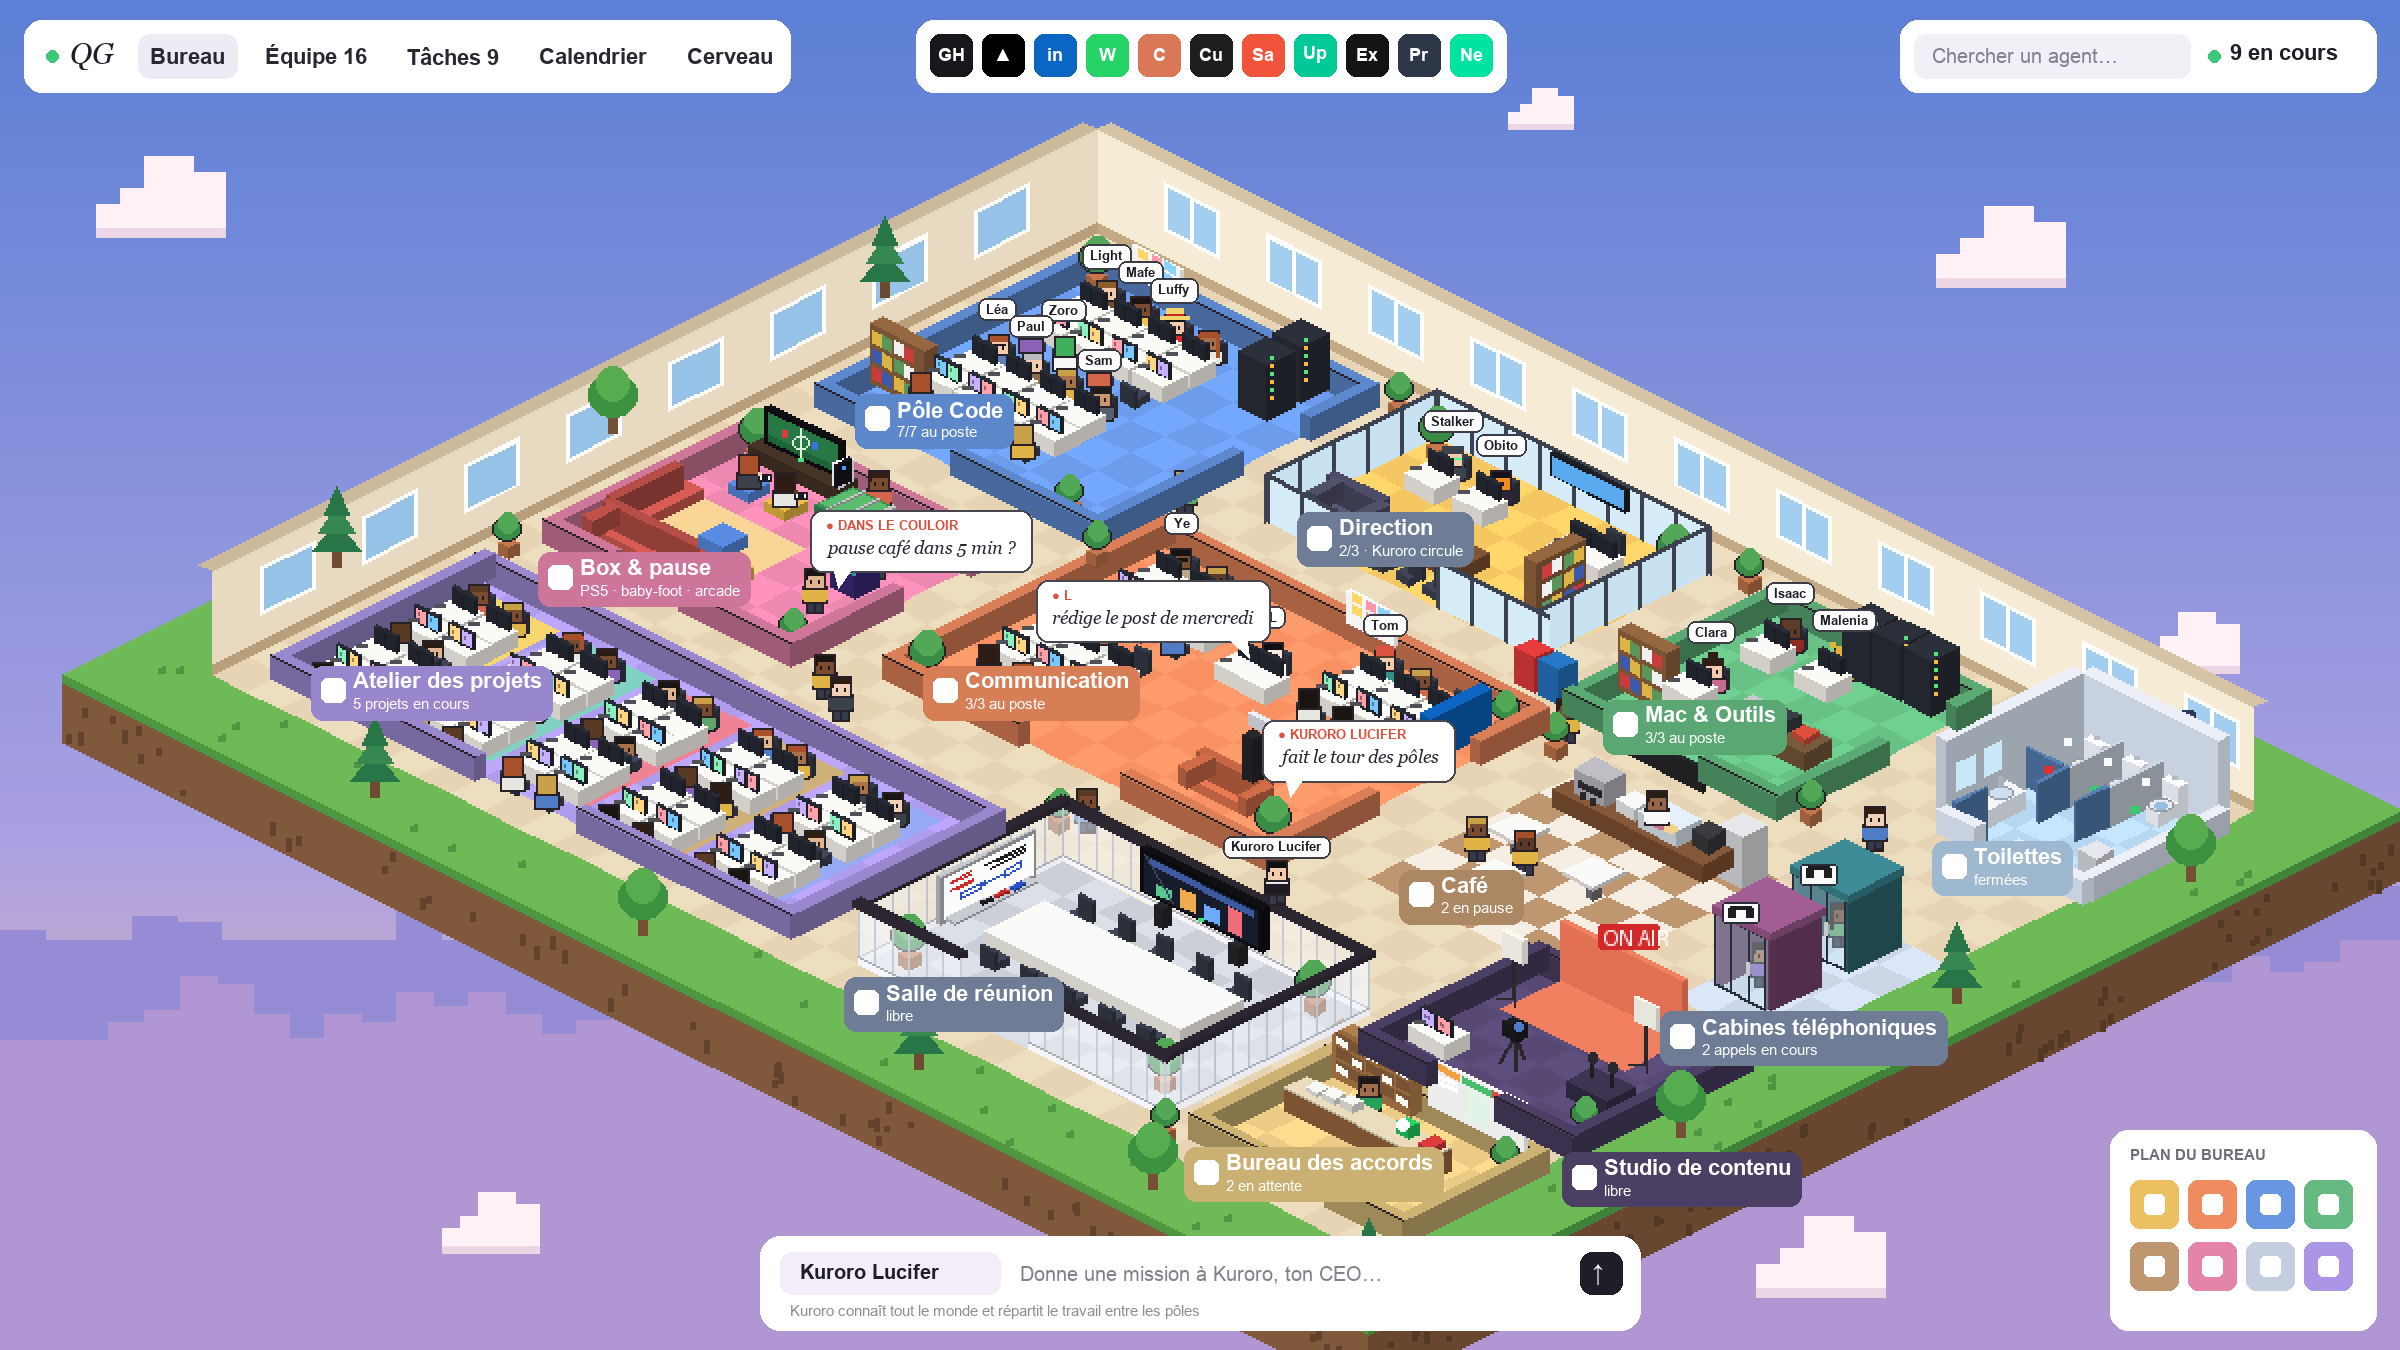 QG
Bureau
Équipe 16
Tâches 9
Calendrier
Cerveau
GH
in
W
C
Cu
Sa
Up
Ex
Pr
Ne
Chercher un agent…
9 en cours
Light
Mafe
Luffy
Léa
Zoro
Paul
Sam
Pôle Code
7/7 au poste
Stalker
Obito
Direction
2/3 · Kuroro circule
Ye
DANS LE COULOIR
pause café dans 5 min ?
Box & pause
PS5 · baby-foot · arcade
L
rédige le post de mercredi
L
Tom
Isaac
Malenia
Clara
Atelier des projets
5 projets en cours
Communication
3/3 au poste
Mac & Outils
3/3 au poste
KURORO LUCIFER
fait le tour des pôles
Kuroro Lucifer
Toilettes
fermées
Café
2 en pause
ON AIR
Salle de réunion
libre
Cabines téléphoniques
2 appels en cours
Bureau des accords
2 en attente
Studio de contenu
libre
PLAN DU BUREAU
Kuroro Lucifer
Donne une mission à Kuroro, ton CEO…
↑
Kuroro connaît tout le monde et répartit le travail entre les pôles